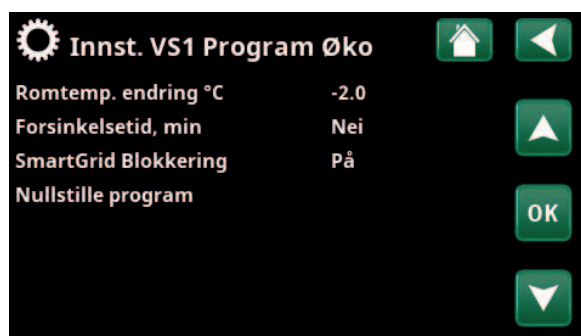 Innst. VS1 Program Øko
Romtemp. endring °C -2.0
Forsinkelsetid, min Nei
SmartGrid Blokkering På
Nullstille program
OK